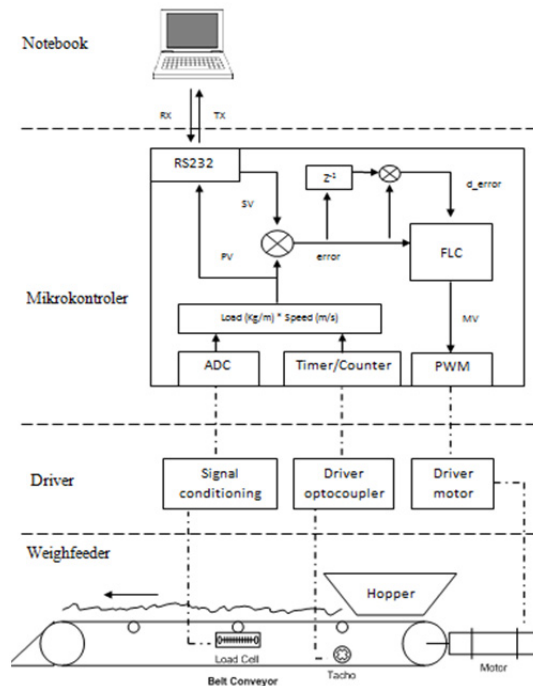 Notebook
RX
TX
RS232
Z⁻¹
d_error
SV
PV
error
FLC
Mikrokontroler
Load (Kg/m) * Speed (m/s)
MV
ADC
Timer/Counter
PWM
Driver
Signal
conditioning
Driver
optocoupler
Driver
motor
Weighfeeder
Hopper
Load Cell
Tacho
Motor
Belt Conveyor